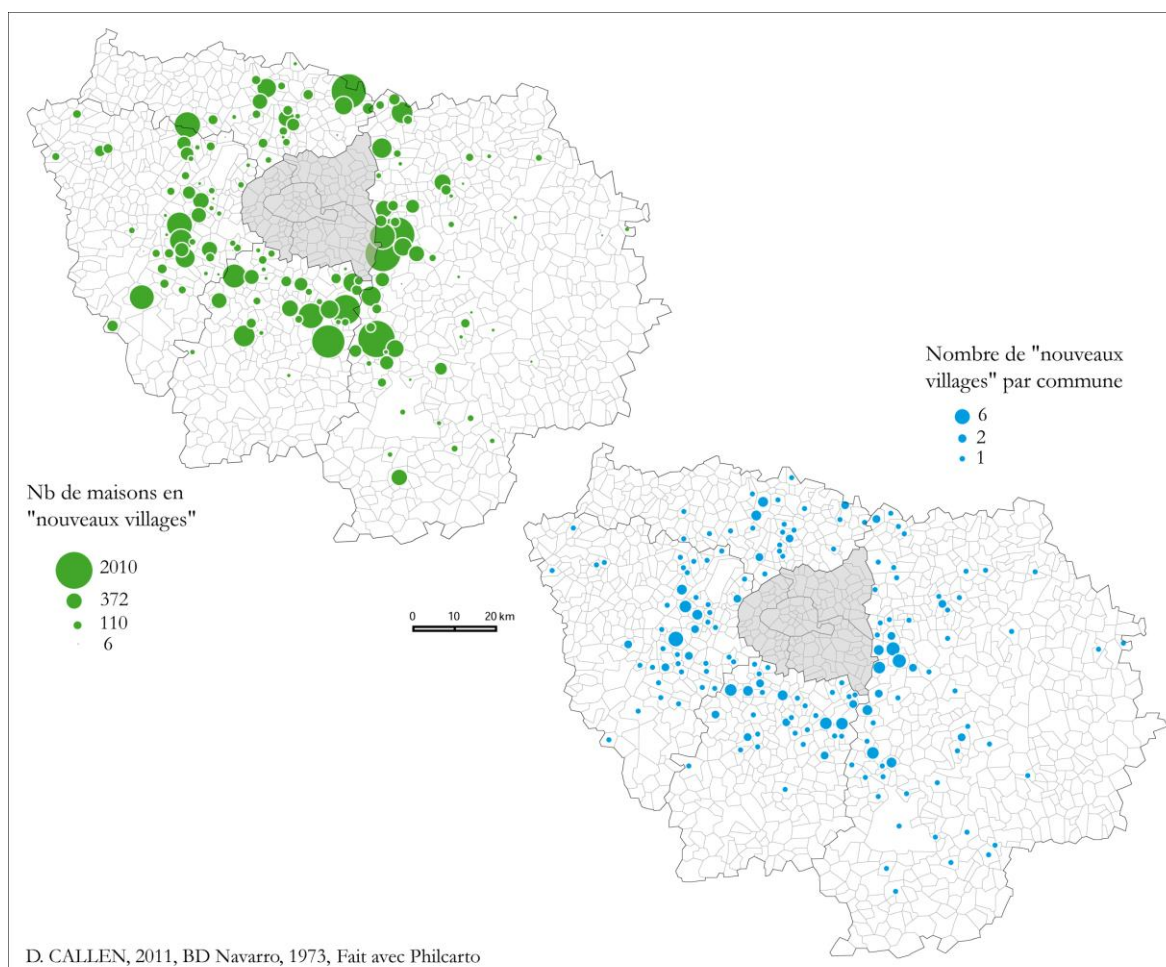 Nombre de "nouveaux
villages" par commune
6
2
1
Nb de maisons en
"nouveaux villages"
2010
372
110
6
0 10 20 km
D. CALLEN, 2011, BD Navarro, 1973, Fait avec Philcarto